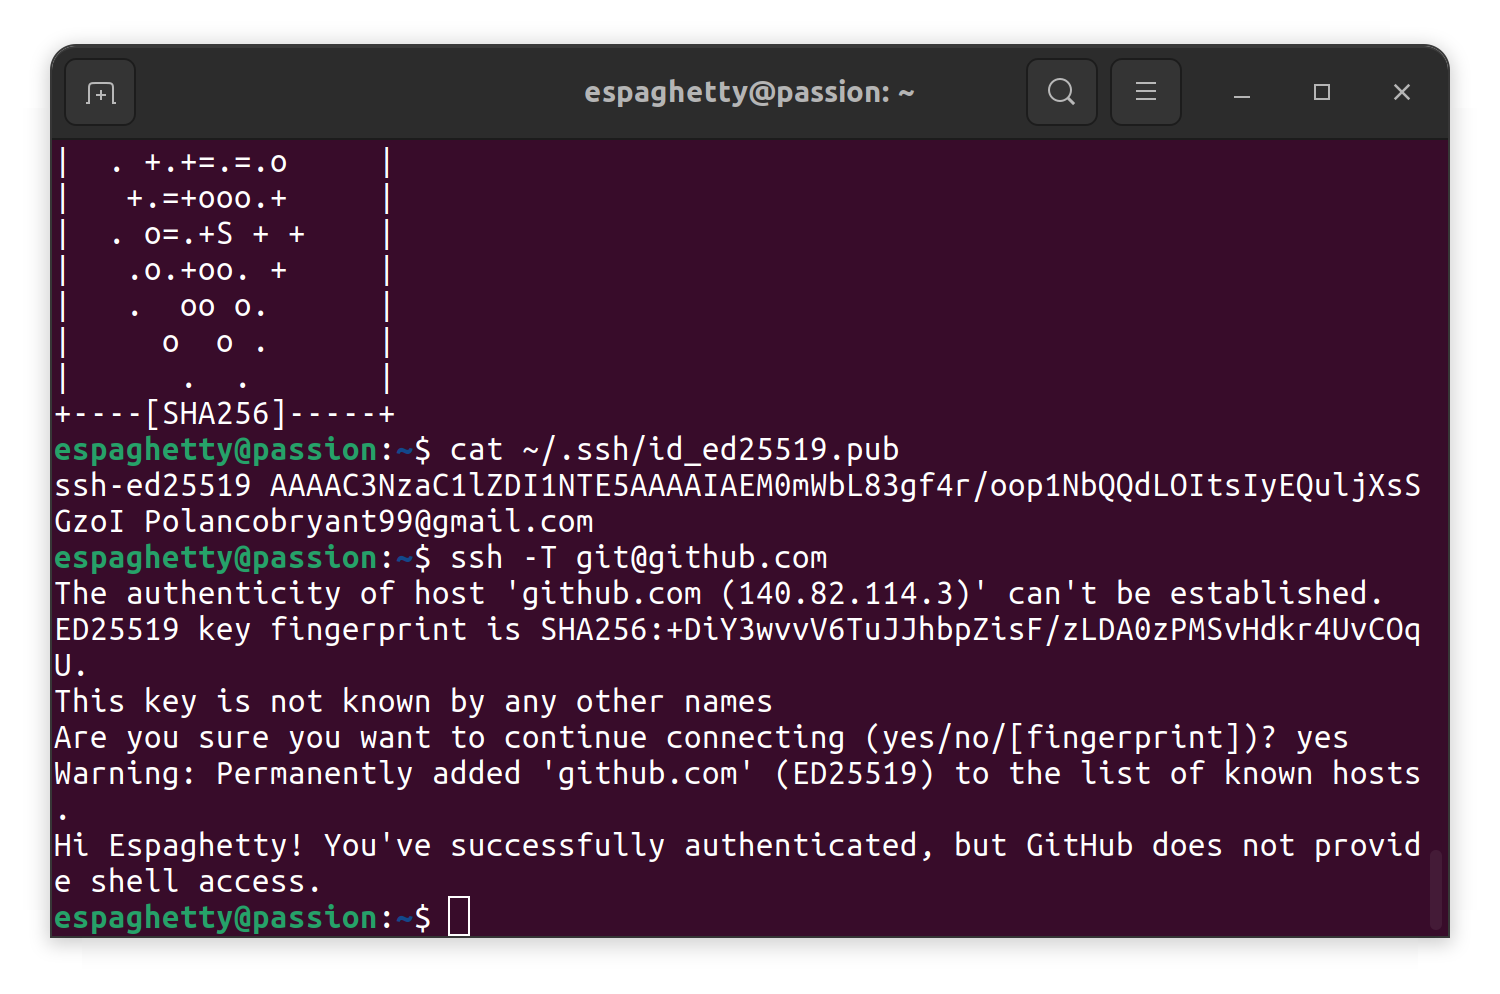 espaghetty@passion: ~
|  . +.+=.=.o     |
|   +.=+ooo.+     |
|  . o=.+S + +    |
|   .o.+oo. +     |
|   .  oo o.      |
|     o  o .      |
|      .  .       |
+----[SHA256]-----+
espaghetty@passion:~$ cat ~/.ssh/id_ed25519.pub
ssh-ed25519 AAAAC3NzaC1lZDI1NTE5AAAAIAEM0mWbL83gf4r/oop1NbQQdLOItsIyEQuljXsS
GzoI Polancobryant99@gmail.com
espaghetty@passion:~$ ssh -T git@github.com
The authenticity of host 'github.com (140.82.114.3)' can't be established.
ED25519 key fingerprint is SHA256:+DiY3wvvV6TuJJhbpZisF/zLDA0zPMSvHdkr4UvCOq
U.
This key is not known by any other names
Are you sure you want to continue connecting (yes/no/[fingerprint])? yes
Warning: Permanently added 'github.com' (ED25519) to the list of known hosts
.
Hi Espaghetty! You've successfully authenticated, but GitHub does not provid
e shell access.
espaghetty@passion:~$